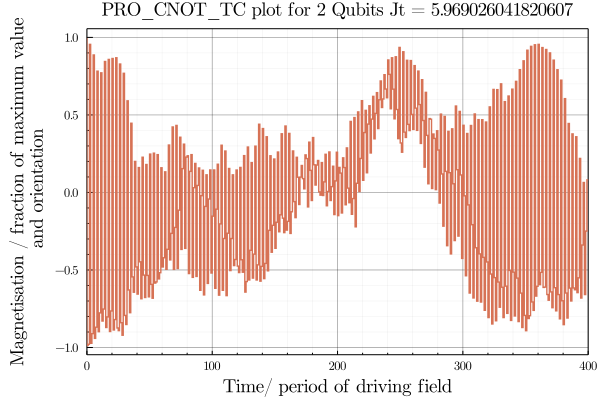 PRO_CNOT_TC plot for 2 Qubits Jt = 5.969026041820607
Magnetisation / fraction of maximum value
and orientation
1.0
0.5
0.0
−0.5
−1.0
0
100
200
300
400
Time/ period of driving field